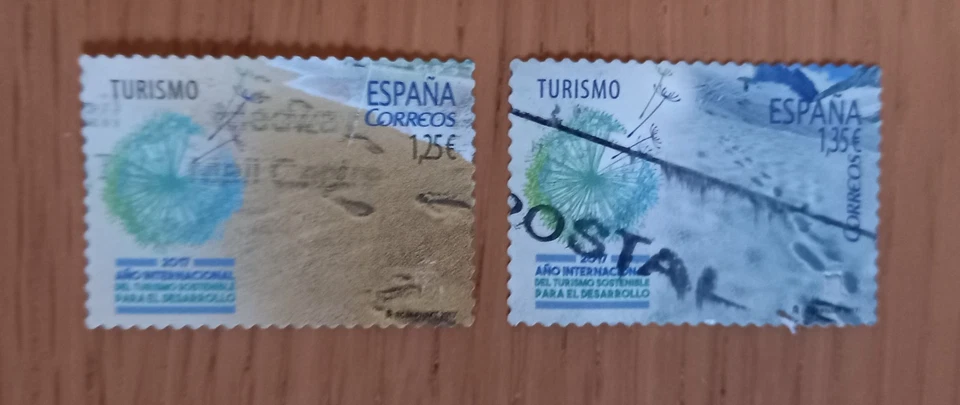 TURISMO
ESPAÑA
CORREOS
1,25€
2017
AÑO INTERNACIONAL
DEL TURISMO SOSTENIBLE
PARA EL DESARROLLO
TURISMO
ESPAÑA
1,35€
CORREOS
POSTAL
2017
AÑO INTERNACIONAL
DEL TURISMO SOSTENIBLE
PARA EL DESARROLLO